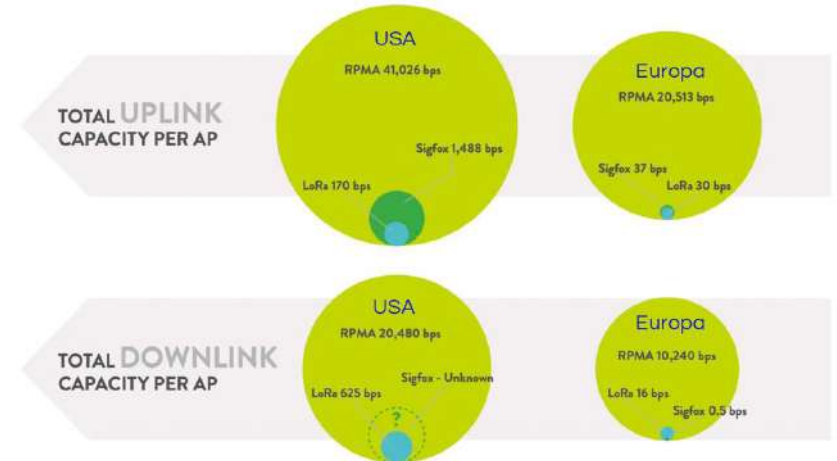 USA
RPMA 41,026 bps
Sigfox 1,488 bps
LoRa 170 bps
Europa
RPMA 20,513 bps
Sigfox 37 bps
LoRa 30 bps
TOTAL UPLINK
CAPACITY PER AP
USA
RPMA 20,480 bps
LoRa 625 bps
Sigfox - Unknown
?
Europa
RPMA 10,240 bps
LoRa 16 bps
Sigfox 0.5 bps
TOTAL DOWNLINK
CAPACITY PER AP